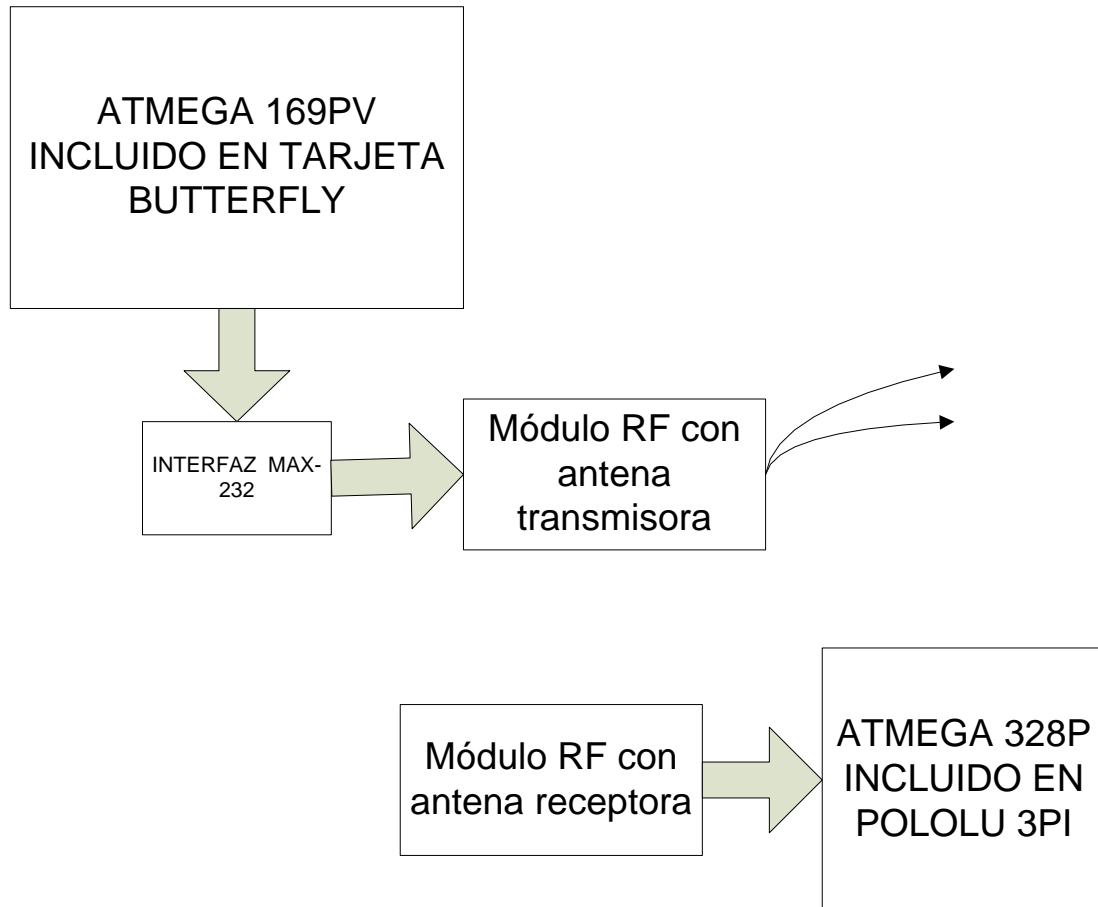 ATMEGA 169PV
INCLUIDO EN TARJETA
BUTTERFLY
INTERFAZ MAX-
232
Módulo RF con
antena
transmisora
Módulo RF con
antena receptora
ATMEGA 328P
INCLUIDO EN
POLOLU 3PI